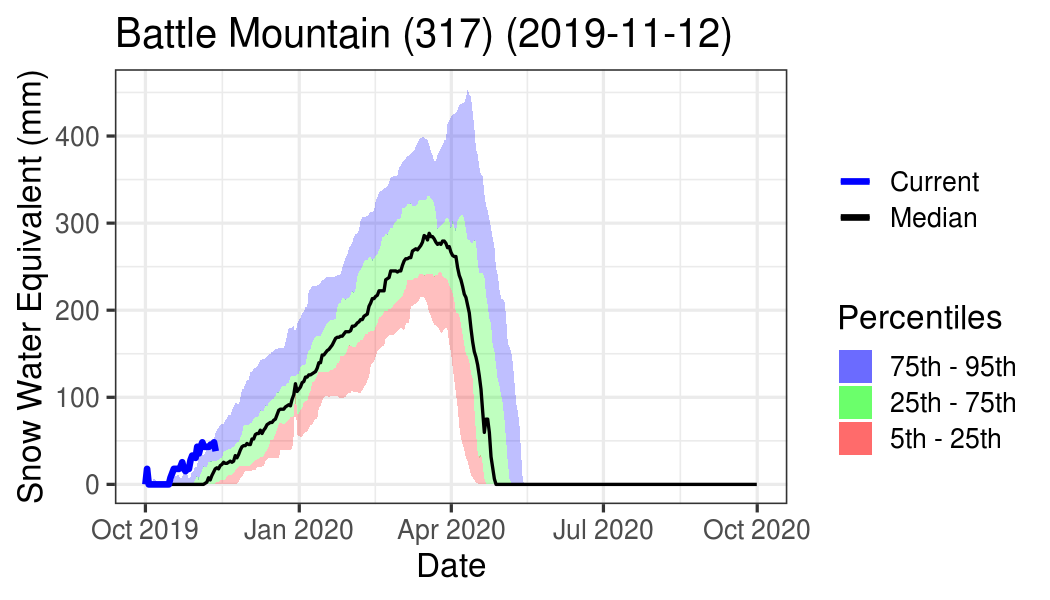 Battle Mountain (317) (2019-11-12)
Snow Water Equivalent (mm)
400
300
200
100
0
Oct 2019
Jan 2020
Apr 2020
Jul 2020
Oct 2020
Date
Current
Median
Percentiles
75th - 95th
25th - 75th
5th - 25th